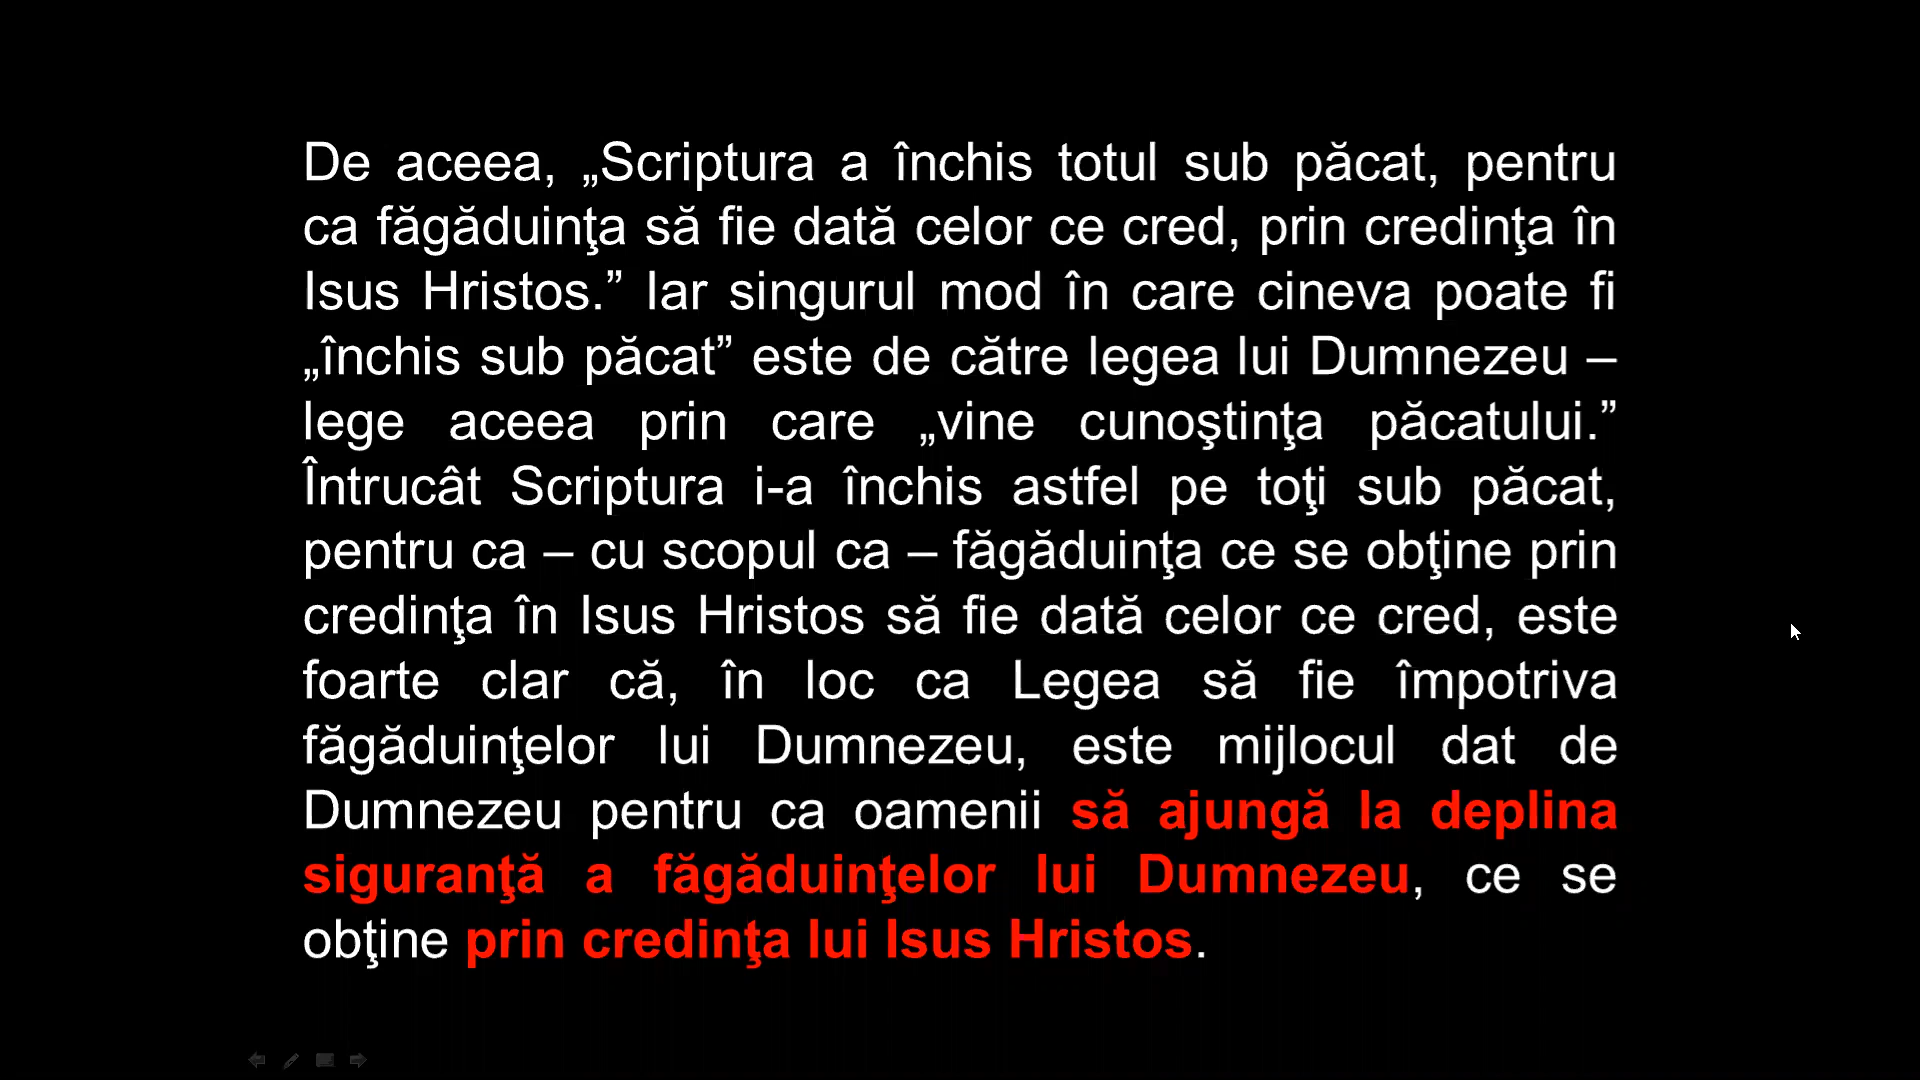 De aceea, „Scriptura a închis totul sub păcat, pentru
ca făgăduinţa să fie dată celor ce cred, prin credinţa în
Isus Hristos.” Iar singurul mod în care cineva poate fi
„închis sub păcat” este de către legea lui Dumnezeu –
lege aceea prin care „vine cunoştinţa păcatului.”
Întrucât Scriptura i-a închis astfel pe toţi sub păcat,
pentru ca – cu scopul ca – făgăduinţa ce se obţine prin
credinţa în Isus Hristos să fie dată celor ce cred, este
foarte clar că, în loc ca Legea să fie împotriva
făgăduinţelor lui Dumnezeu, este mijlocul dat de
Dumnezeu pentru ca oamenii să ajungă la deplina
siguranţă a făgăduinţelor lui Dumnezeu, ce se
obţine prin credinţa lui Isus Hristos.